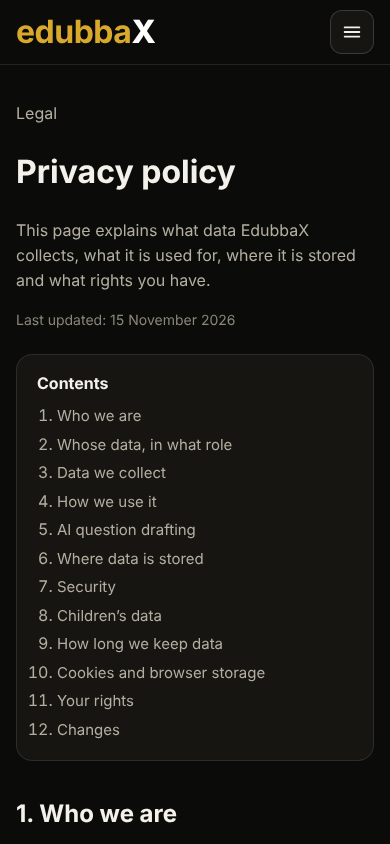 edubbaX
Legal
Privacy policy
This page explains what data EdubbaX
collects, what it is used for, where it is stored
and what rights you have.
Last updated: 15 November 2026
Contents
1. Who we are
2. Whose data, in what role
3. Data we collect
4. How we use it
5. AI question drafting
6. Where data is stored
7. Security
8. Children’s data
9. How long we keep data
10. Cookies and browser storage
11. Your rights
12. Changes
1. Who we are